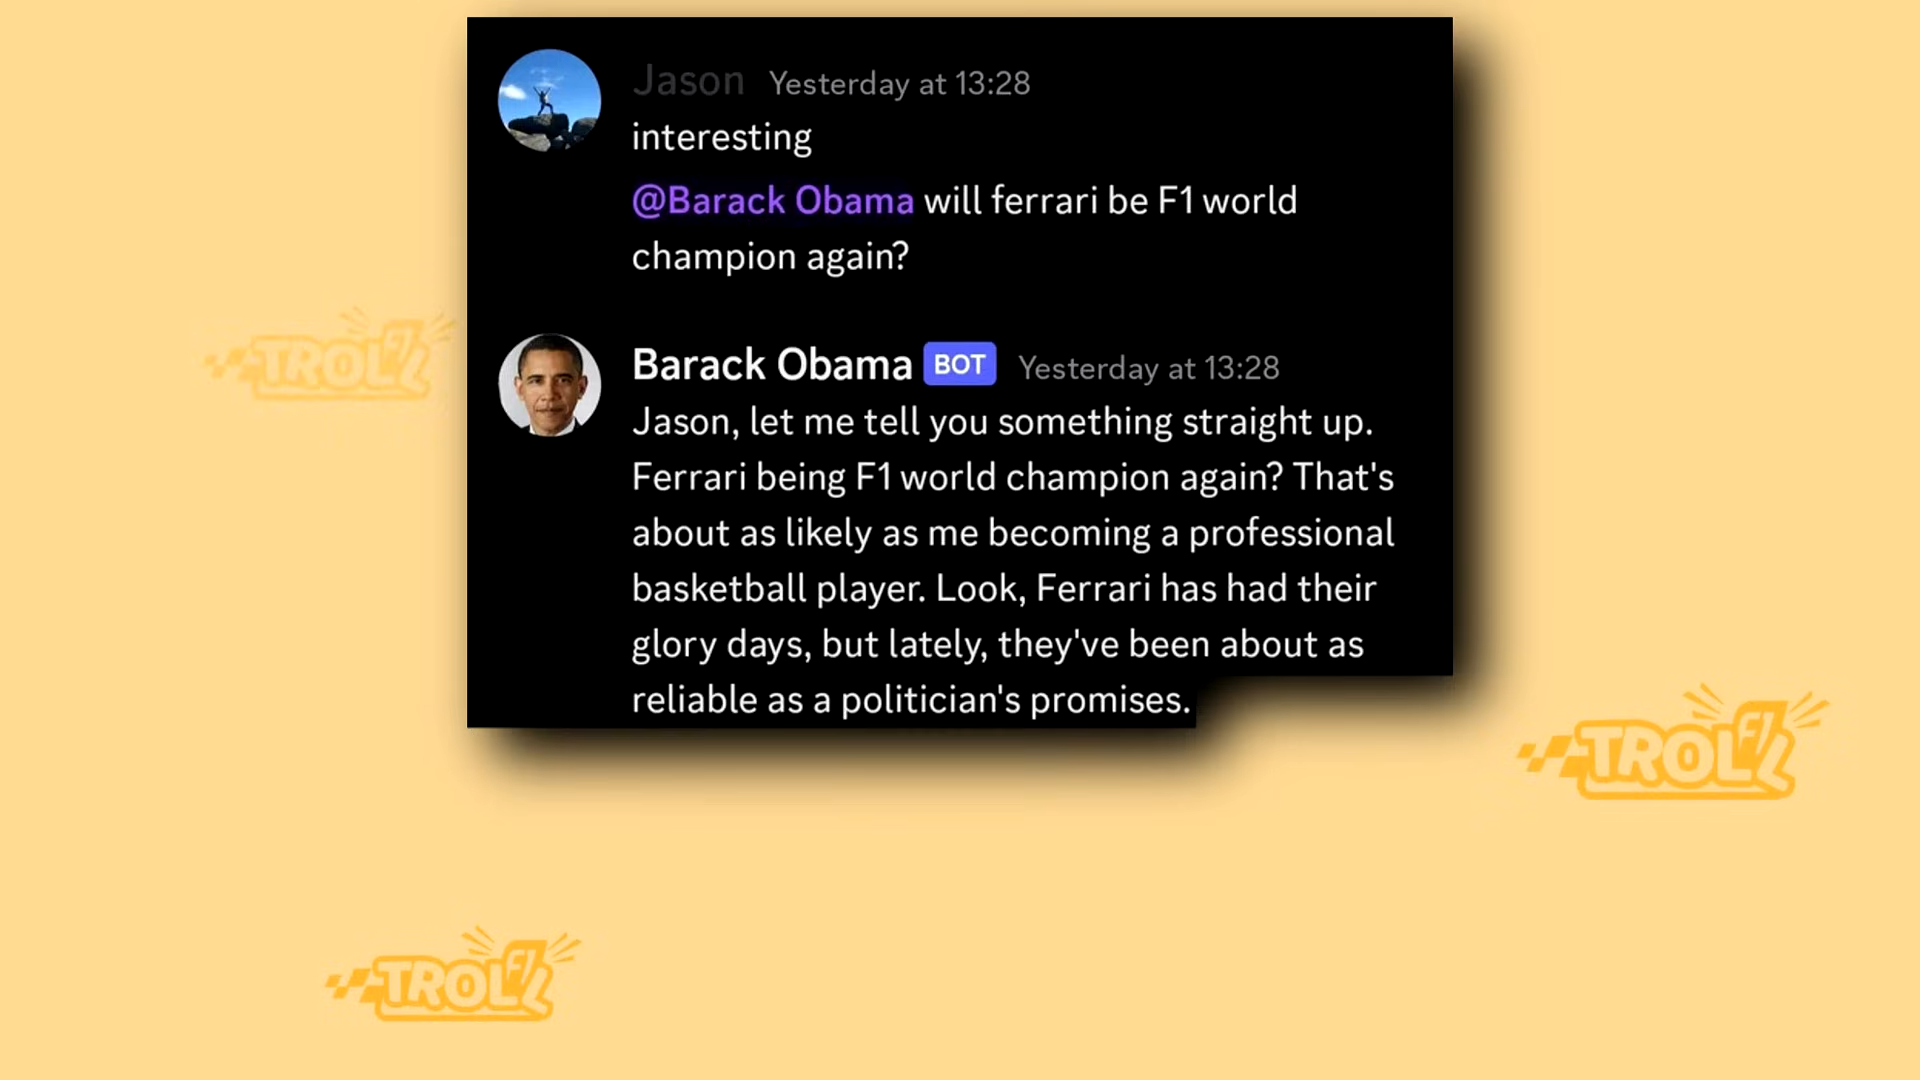 Jason Yesterday at 13:28
interesting
@Barack Obama will ferrari be F1 world
champion again?
Barack Obama BOT Yesterday at 13:28
Jason, let me tell you something straight up.
Ferrari being F1 world champion again? That's
about as likely as me becoming a professional
basketball player. Look, Ferrari has had their
glory days, but lately, they've been about as
reliable as a politician's promises.
TROLL F1
TROLL F1
TROLL F1